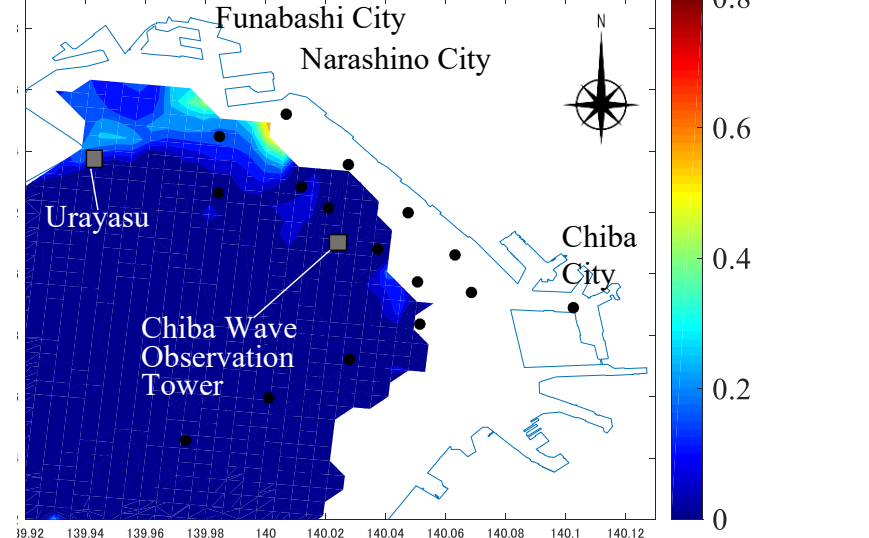 Funabashi City
0.8
Narashino City
N
0.6
Urayasu
Chiba
City
0.4
Chiba Wave
Observation
Tower
0.2
0
139.94
139.96
139.98
140
140.02
140.04
140.06
140.08
140.1
140.12